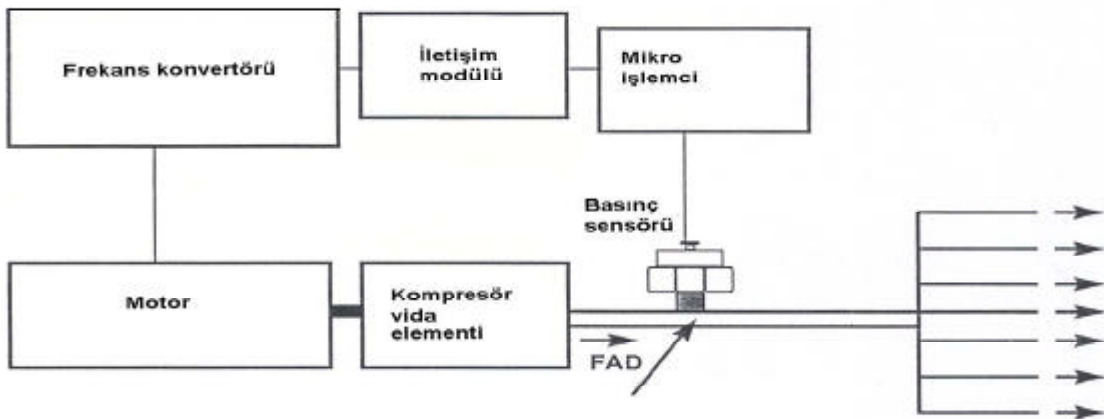 Frekans konvertörü
İletişim
modülü
Mikro
işlemci
Basınç
sensörü
Motor
Kompresör
vida
elementi
FAD